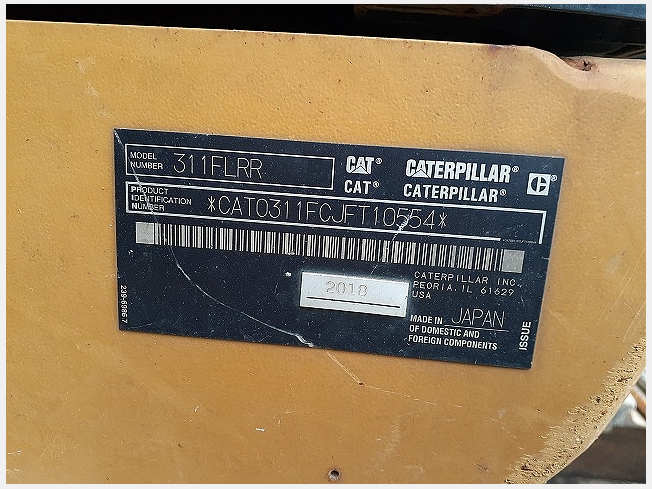 MODEL NUMBER 311FLRR
CAT® CATERPILLAR®
CAT® CATERPILLAR®
PRODUCT IDENTIFICATION NUMBER *CAT0311FCJFT10554*
CATERPILLAR INC.
PEORIA, IL 61629
USA
2018
MADE IN JAPAN
OF DOMESTIC AND
FOREIGN COMPONENTS
ISSUE